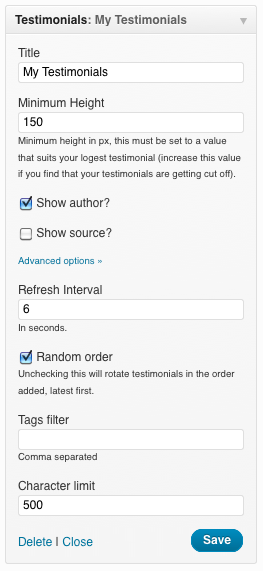 Testimonials: My Testimonials
Title
My Testimonials
Minimum Height
150
Minimum height in px, this must be set to a value
that suits your logest testimonial (increase this value
if you find that your testimonials are getting cut off).
Show author?
Show source?
Advanced options »
Refresh Interval
6
In seconds.
Random order
Unchecking this will rotate testimonials in the order
added, latest first.
Tags filter
Comma separated
Character limit
500
Delete | Close Save